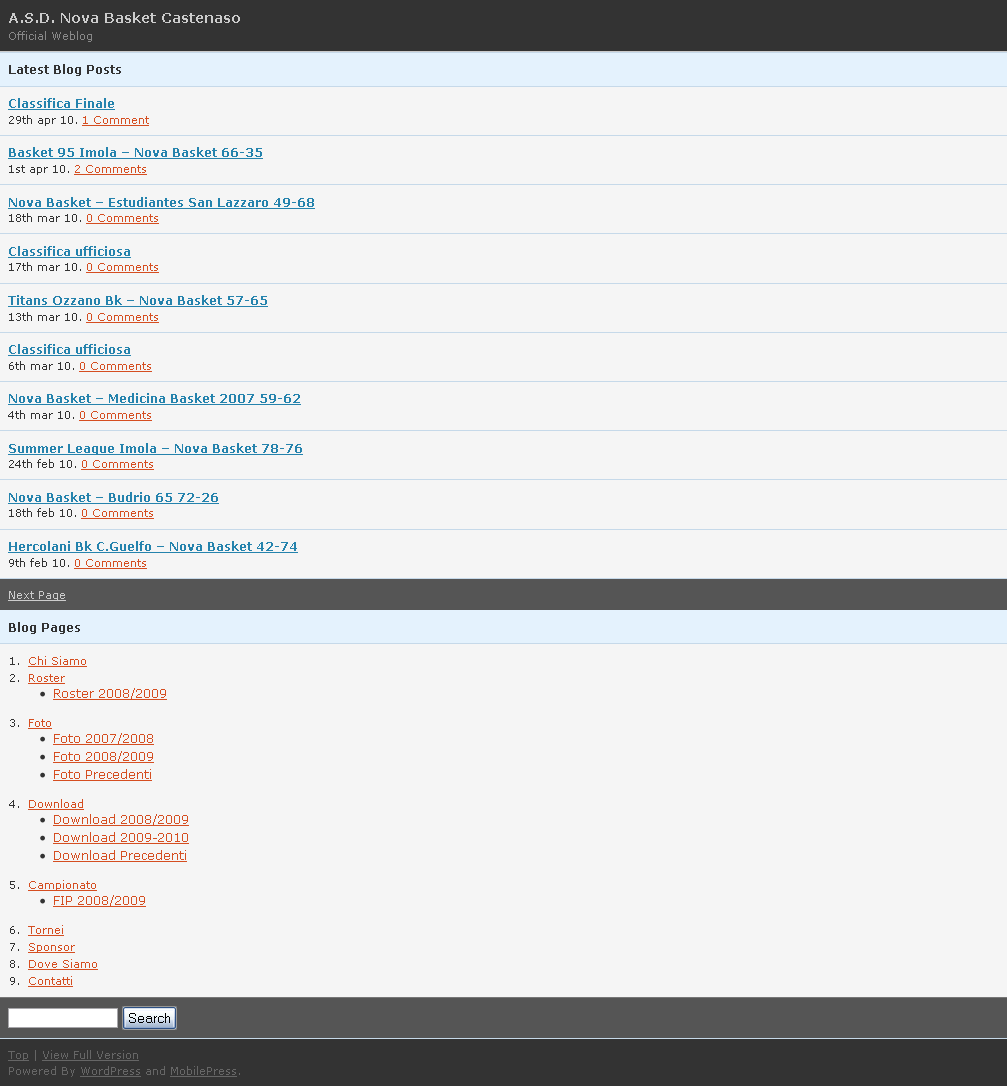 A.S.D. Nova Basket Castenaso
Official Weblog
Latest Blog Posts
Classifica Finale
29th apr 10. 1 Comment
Basket 95 Imola – Nova Basket 66-35
1st apr 10. 2 Comments
Nova Basket – Estudiantes San Lazzaro 49-68
18th mar 10. 0 Comments
Classifica ufficiosa
17th mar 10. 0 Comments
Titans Ozzano Bk – Nova Basket 57-65
13th mar 10. 0 Comments
Classifica ufficiosa
6th mar 10. 0 Comments
Nova Basket – Medicina Basket 2007 59-62
4th mar 10. 0 Comments
Summer League Imola – Nova Basket 78-76
24th feb 10. 0 Comments
Nova Basket – Budrio 65 72-26
18th feb 10. 0 Comments
Hercolani Bk C.Guelfo – Nova Basket 42-74
9th feb 10. 0 Comments
Next Page
Blog Pages
1. Chi Siamo
2. Roster
• Roster 2008/2009
3. Foto
• Foto 2007/2008
• Foto 2008/2009
• Foto Precedenti
4. Download
• Download 2008/2009
• Download 2009-2010
• Download Precedenti
5. Campionato
• FIP 2008/2009
6. Tornei
7. Sponsor
8. Dove Siamo
9. Contatti
Search
Top | View Full Version
Powered By WordPress and MobilePress.